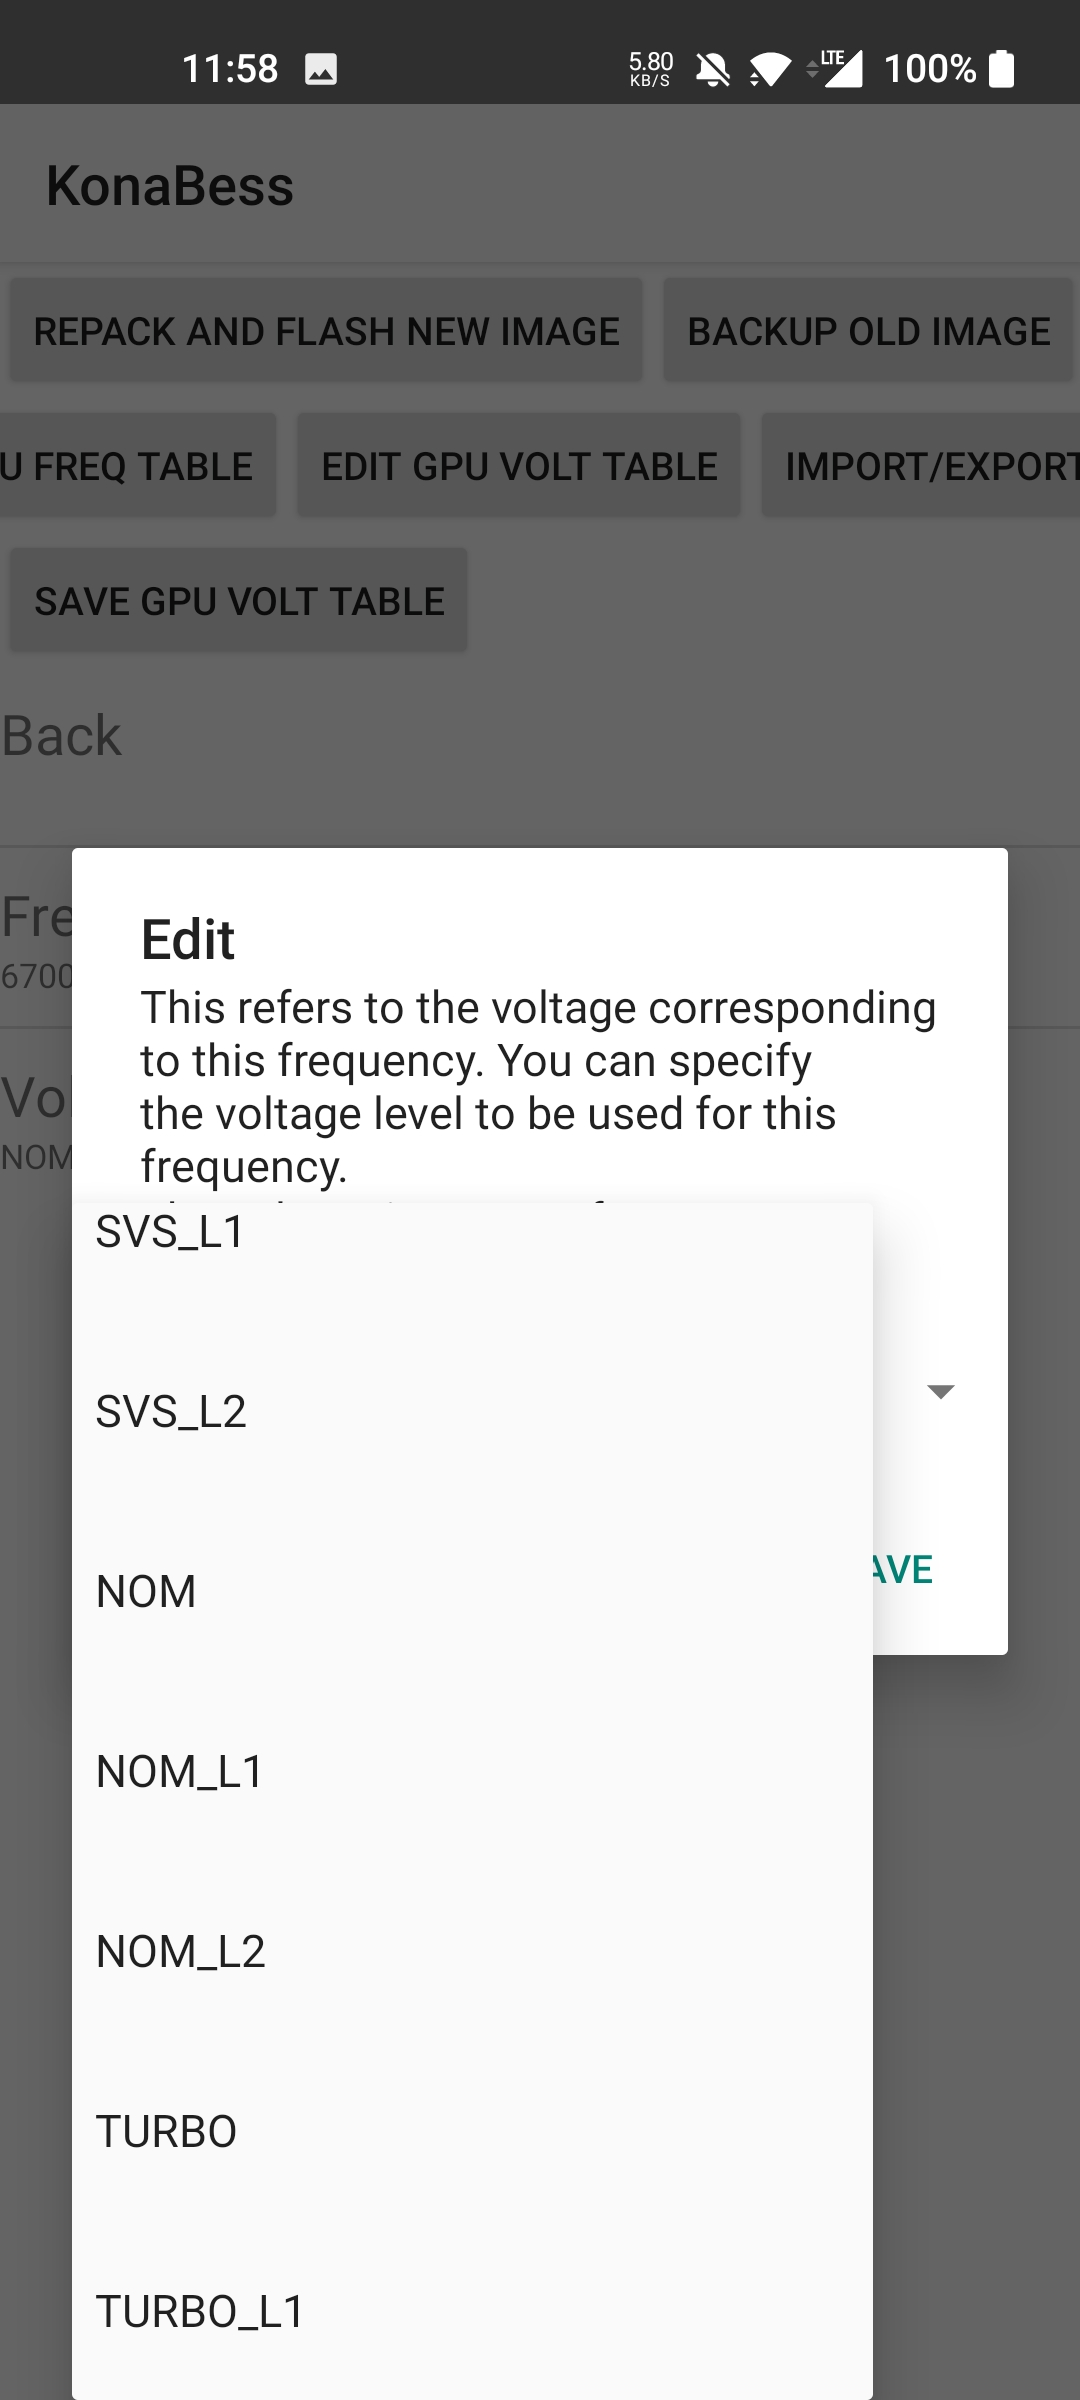 11:58
5.80
KB/S
LTE
100%
KonaBess
REPACK AND FLASH NEW IMAGE
BACKUP OLD IMAGE
U FREQ TABLE
EDIT GPU VOLT TABLE
IMPORT/EXPORT
SAVE GPU VOLT TABLE
Back
Fre
6700
Vol
NOM
Edit
This refers to the voltage corresponding
to this frequency. You can specify
the voltage level to be used for this
frequency.
SVS_L1
SVS_L2
NOM
NOM_L1
NOM_L2
TURBO
TURBO_L1
AVE